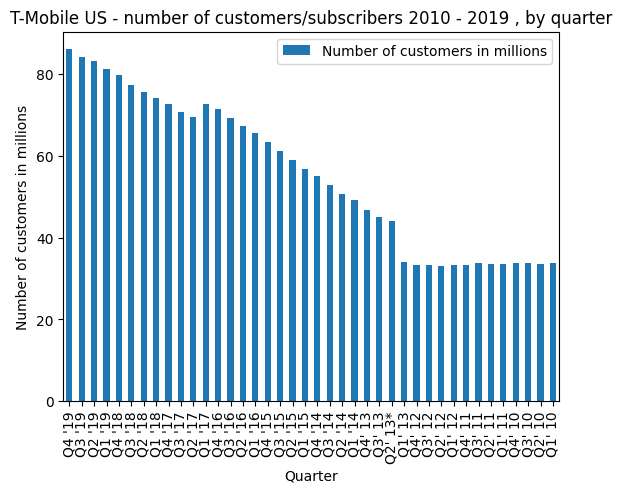 T-Mobile US - number of customers/subscribers 2010 - 2019 , by quarter
Number of customers in millions
Number of customers in millions
80
60
40
20
0
Q4 '19
Q3 '19
Q2 '19
Q1 '19
Q4 '18
Q3 '18
Q2 '18
Q1 '18
Q4 '17
Q3 '17
Q2 '17
Q1 '17
Q4 '16
Q3 '16
Q2 '16
Q1 '16
Q4 '15
Q3 '15
Q2 '15
Q1 '15
Q4 '14
Q3 '14
Q2 '14
Q1 '14
Q4' 13
Q3' 13
Q2' 13*
Q1' 13
Q4' 12
Q3' 12
Q2' 12
Q1' 12
Q4' 11
Q3' 11
Q2' 11
Q1' 11
Q4' 10
Q3' 10
Q2' 10
Q1' 10
Quarter